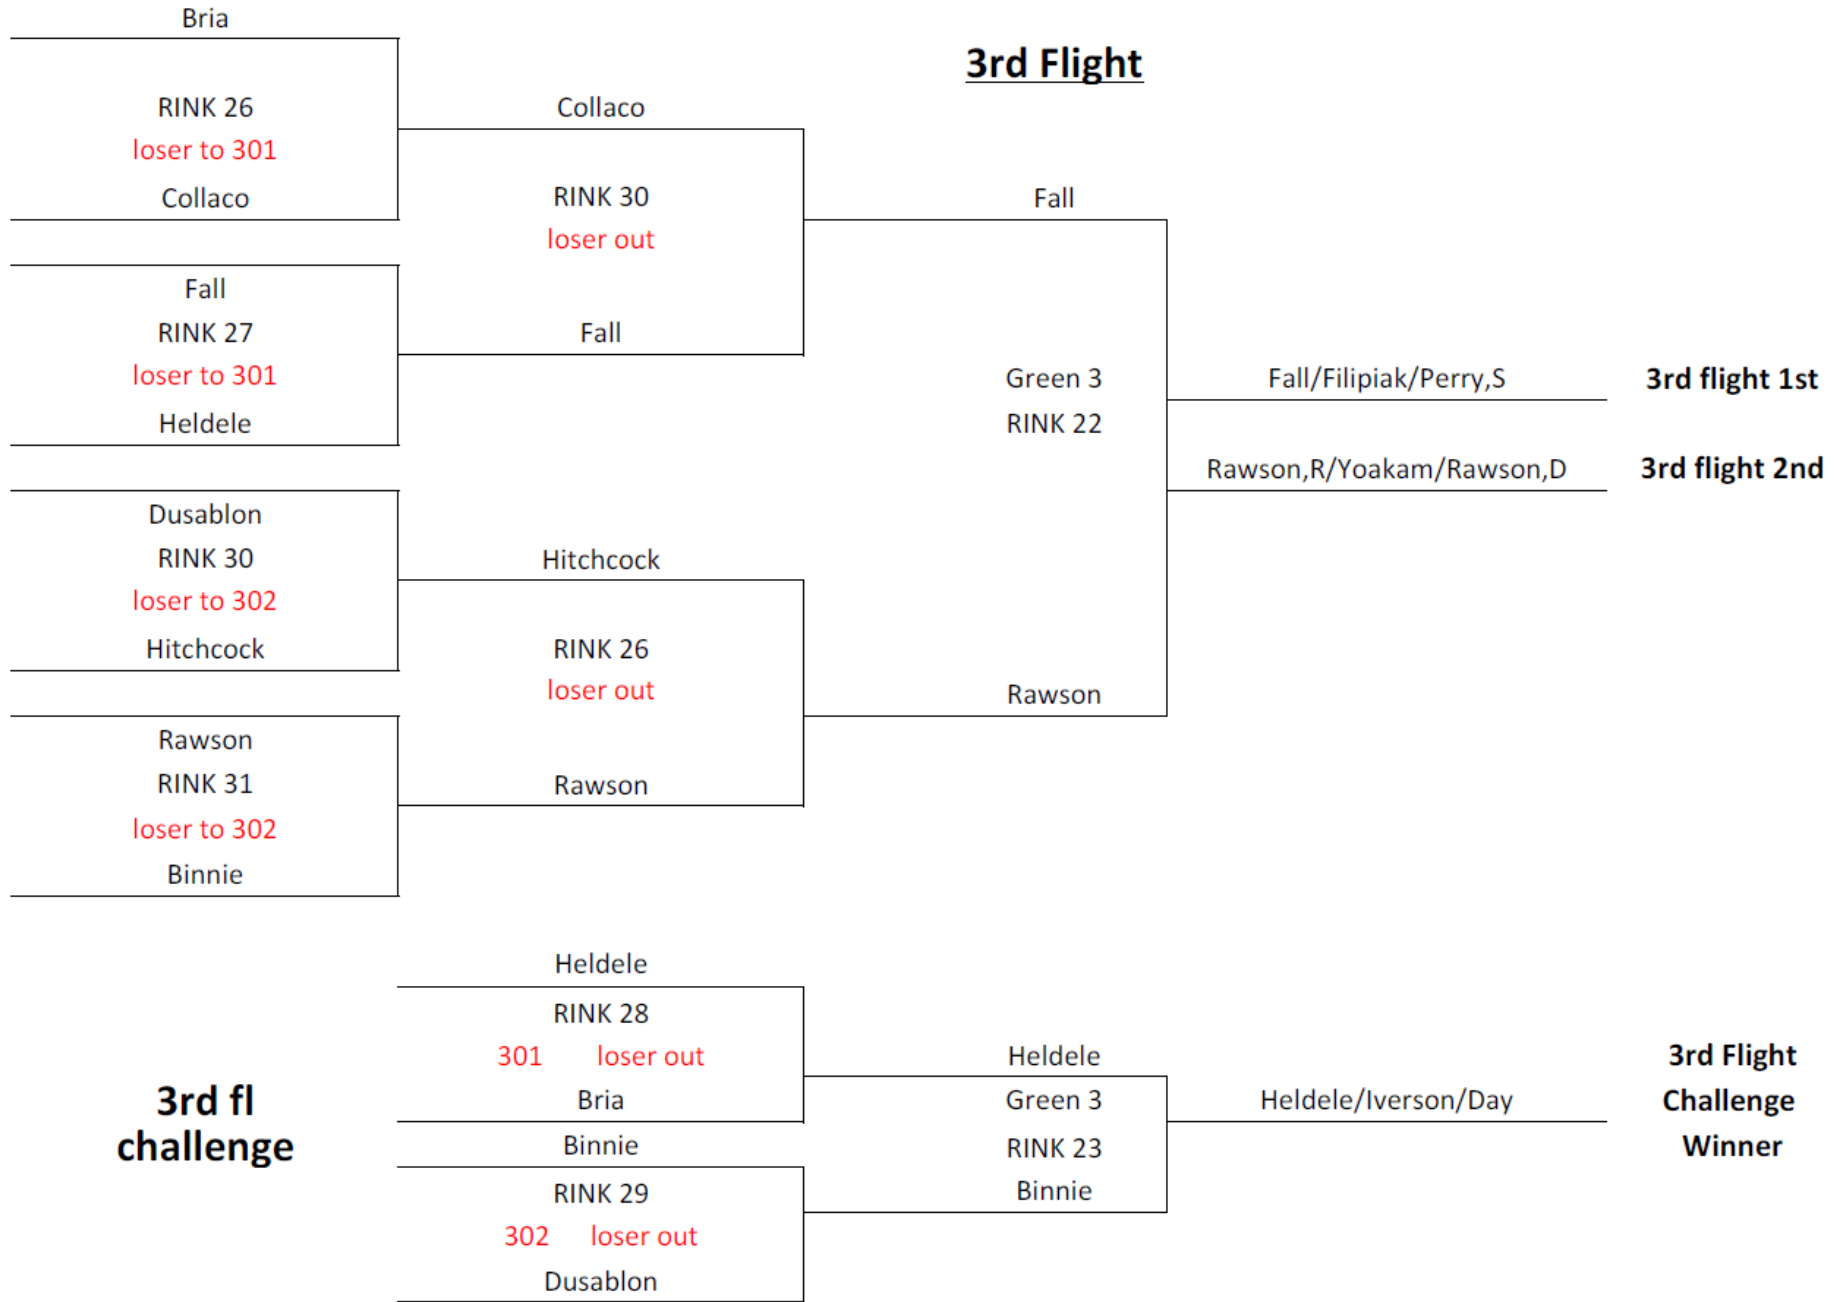 Bria
3rd Flight
RINK 26
Collaco
loser to 301
Collaco
RINK 30
Fall
loser out
Fall
RINK 27
Fall
loser to 301
Green 3
Fall/Filipiak/Perry,S
3rd flight 1st
Heldele
RINK 22
Rawson,R/Yoakam/Rawson,D
3rd flight 2nd
Dusablon
RINK 30
Hitchcock
loser to 302
Hitchcock
RINK 26
loser out
Rawson
Rawson
RINK 31
Rawson
loser to 302
Binnie
Heldele
RINK 28
301 loser out
Heldele
3rd Flight
3rd fl
challenge
Bria
Green 3
Heldele/Iverson/Day
Challenge
Binnie
RINK 23
Winner
RINK 29
Binnie
302 loser out
Dusablon